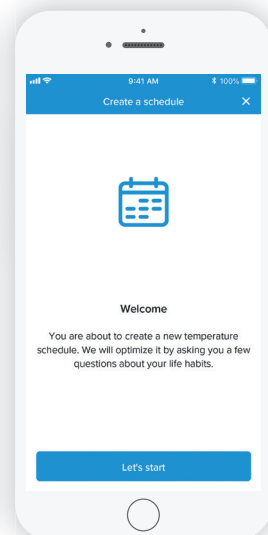 9:41 AM 100%
Create a schedule
Welcome
You are about to create a new temperature
schedule. We will optimize it by asking you a few
questions about your life habits.
Let's start